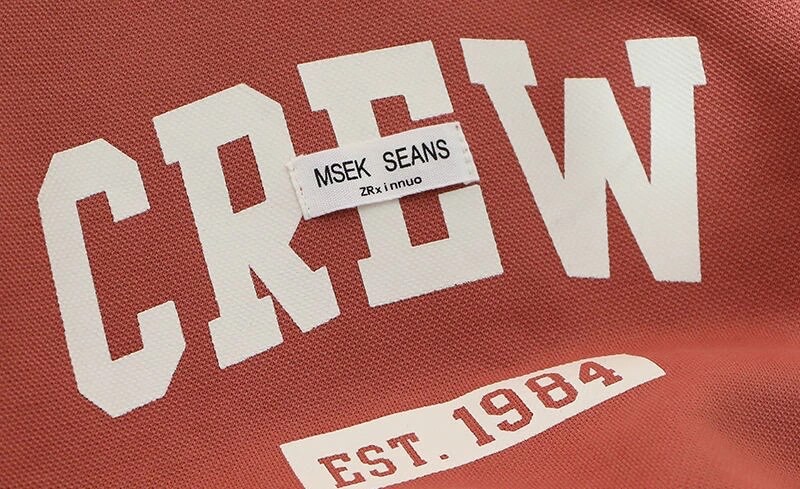 CREW
MSEK SEANS
ZRxinnuo
EST. 1984